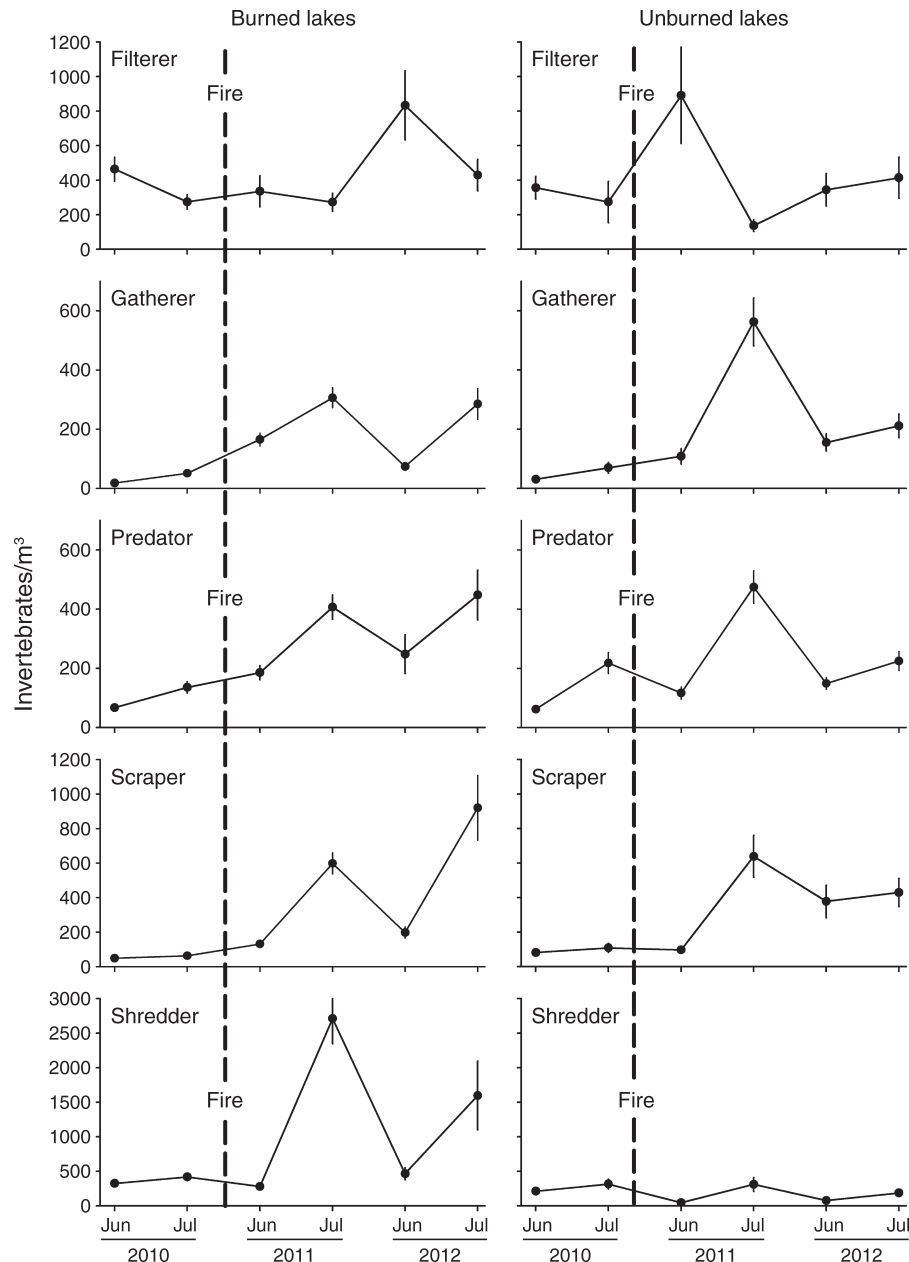 Burned lakes
Unburned lakes
Filterer
Fire
1200
1000
800
600
400
200
0
Filterer
Fire
Gatherer
600
400
200
0
Gatherer
Invertebrates/m³
Predator
Fire
600
400
200
0
Predator
Fire
Scraper
1200
1000
800
600
400
200
0
Scraper
Shredder
Fire
3000
2500
2000
1500
1000
500
0
Shredder
Fire
Jun Jul Jun Jul Jun Jul
2010 2011 2012
Jun Jul Jun Jul Jun Jul
2010 2011 2012